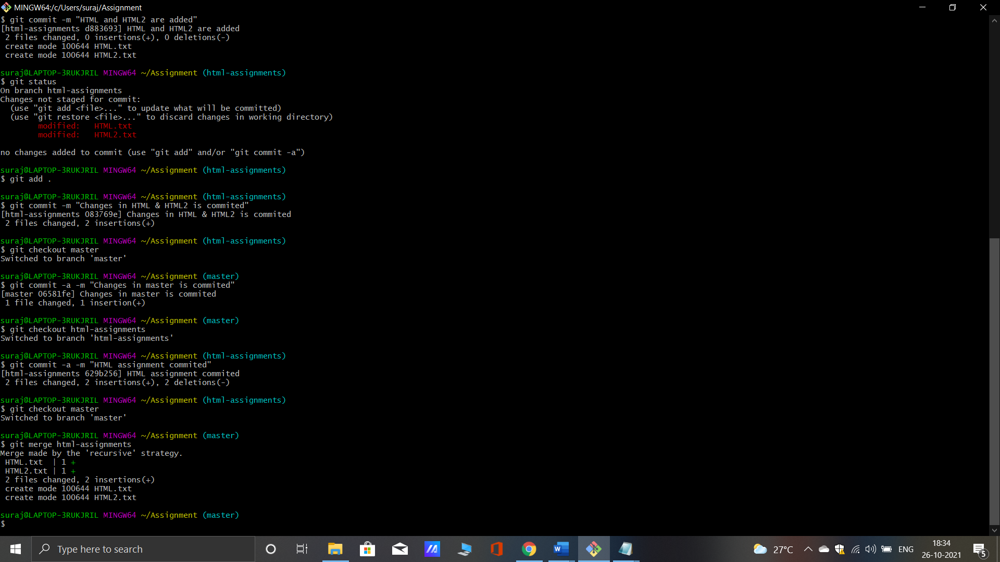 MINGW64:/c/Users/suraj/Assignment
$ git commit -m "HTML and HTML2 are added"
[html-assignments d883693] HTML and HTML2 are added
 2 files changed, 0 insertions(+), 0 deletions(-)
 create mode 100644 HTML.txt
 create mode 100644 HTML2.txt

suraj@LAPTOP-3RUKJRIL MINGW64 ~/Assignment (html-assignments)
$ git status
On branch html-assignments
Changes not staged for commit:
  (use "git add <file>..." to update what will be committed)
  (use "git restore <file>..." to discard changes in working directory)
        modified:   HTML.txt
        modified:   HTML2.txt

no changes added to commit (use "git add" and/or "git commit -a")

suraj@LAPTOP-3RUKJRIL MINGW64 ~/Assignment (html-assignments)
$ git add .

suraj@LAPTOP-3RUKJRIL MINGW64 ~/Assignment (html-assignments)
$ git commit -m "Changes in HTML & HTML2 is commited"
[html-assignments 083769e] Changes in HTML & HTML2 is commited
 2 files changed, 2 insertions(+)

suraj@LAPTOP-3RUKJRIL MINGW64 ~/Assignment (html-assignments)
$ git checkout master
Switched to branch 'master'

suraj@LAPTOP-3RUKJRIL MINGW64 ~/Assignment (master)
$ git commit -a -m "Changes in master is commited"
[master 06581fe] Changes in master is commited
 1 file changed, 1 insertion(+)

suraj@LAPTOP-3RUKJRIL MINGW64 ~/Assignment (master)
$ git checkout html-assignments
Switched to branch 'html-assignments'

suraj@LAPTOP-3RUKJRIL MINGW64 ~/Assignment (html-assignments)
$ git commit -a -m "HTML assignment commited"
[html-assignments 629b256] HTML assignment commited
 2 files changed, 2 insertions(+), 2 deletions(-)

suraj@LAPTOP-3RUKJRIL MINGW64 ~/Assignment (html-assignments)
$ git checkout master
Switched to branch 'master'

suraj@LAPTOP-3RUKJRIL MINGW64 ~/Assignment (master)
$ git merge html-assignments
Merge made by the 'recursive' strategy.
 HTML.txt  | 1 +
 HTML2.txt | 1 +
 2 files changed, 2 insertions(+)
 create mode 100644 HTML.txt
 create mode 100644 HTML2.txt

suraj@LAPTOP-3RUKJRIL MINGW64 ~/Assignment (master)
$
Type here to search
27°C
ENG
18:34
26-10-2021
5